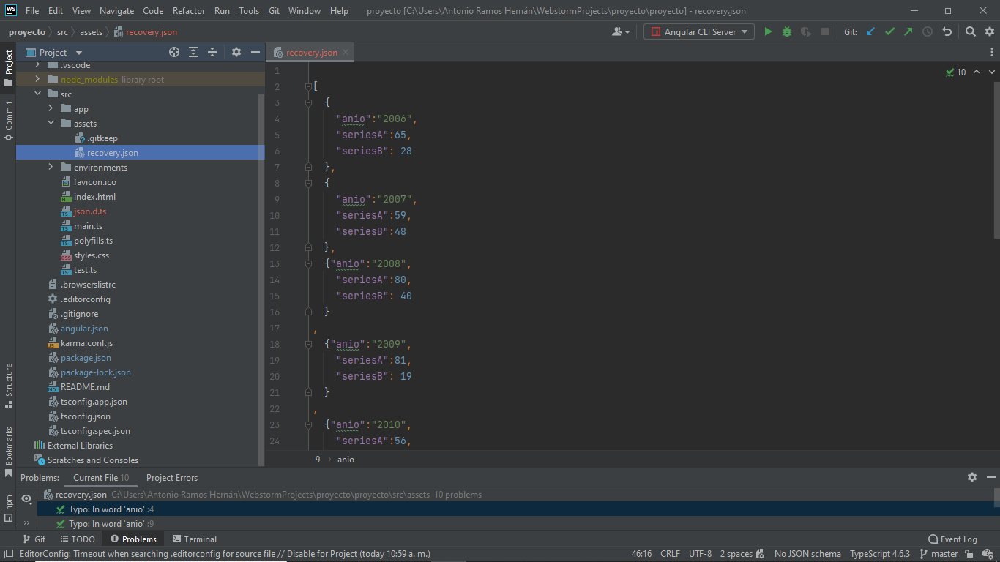 WS File Edit View Navigate Code Refactor Run Tools Git Window Help proyecto [C:\Users\Antonio Ramos Hernán\WebstormProjects\proyecto\proyecto] - recovery.json
proyecto src assets recovery.json Angular CLI Server Git:
Project
Project
recovery.json
Commit
.vscode
node_modules library root
src
app
assets
.gitkeep
recovery.json
environments
favicon.ico
index.html
json.d.ts
main.ts
polyfills.ts
styles.css
test.ts
.browserslistrc
.editorconfig
.gitignore
angular.json
karma.conf.js
package.json
package-lock.json
README.md
tsconfig.app.json
tsconfig.json
tsconfig.spec.json
External Libraries
Scratches and Consoles
Structure
Bookmarks
npm
10
1
2 [
3 {
4 "anio":"2006",
5 "seriesA":65,
6 "seriesB": 28
7 },
8 {
9 "anio":"2007",
10 "seriesA":59,
11 "seriesB":48
12 },
13 {"anio":"2008",
14 "seriesA":80,
15 "seriesB": 40
16 }
17 ,
18 {"anio":"2009",
19 "seriesA":81,
20 "seriesB": 19
21 }
22 ,
23 {"anio":"2010",
24 "seriesA":56,
9 › anio
Problems: Current File 10 Project Errors
recovery.json C:\Users\Antonio Ramos Hernán\WebstormProjects\proyecto\proyecto\src\assets 10 problems
Typo: In word 'anio' :4
Typo: In word 'anio' :9
Git TODO Problems Terminal Event Log
EditorConfig: Timeout when searching .editorconfig for source file // Disable for Project (today 10:59 a. m.) 46:16 CRLF UTF-8 2 spaces No JSON schema TypeScript 4.6.3 master